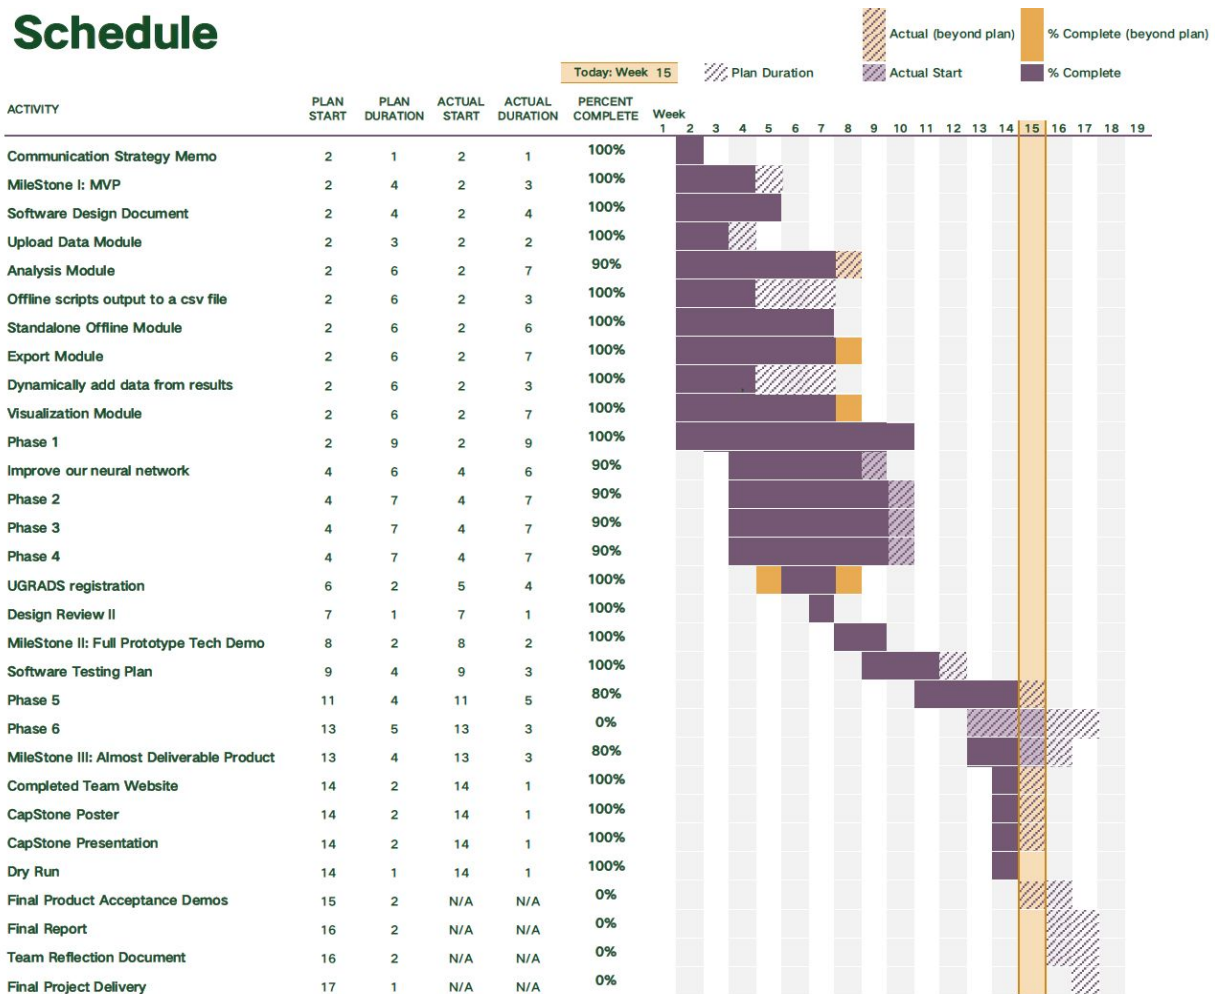 Schedule
Actual (beyond plan) % Complete (beyond plan)
Today: Week 15 Plan Duration Actual Start % Complete
ACTIVITY PLAN START PLAN DURATION ACTUAL START ACTUAL DURATION PERCENT COMPLETE Week
1 2 3 4 5 6 7 8 9 10 11 12 13 14 15 16 17 18 19
Communication Strategy Memo 2 1 2 1 100%
MileStone I: MVP 2 4 2 3 100%
Software Design Document 2 4 2 4 100%
Upload Data Module 2 3 2 2 100%
Analysis Module 2 6 2 7 90%
Offline scripts output to a csv file 2 6 2 3 100%
Standalone Offline Module 2 6 2 6 100%
Export Module 2 6 2 7 100%
Dynamically add data from results 2 6 2 3 100%
Visualization Module 2 6 2 7 100%
Phase 1 2 9 2 9 100%
Improve our neural network 4 6 4 6 90%
Phase 2 4 7 4 7 90%
Phase 3 4 7 4 7 90%
Phase 4 4 7 4 7 90%
UGRADS registration 6 2 5 4 100%
Design Review II 7 1 7 1 100%
MileStone II: Full Prototype Tech Demo 8 2 8 2 100%
Software Testing Plan 9 4 9 3 100%
Phase 5 11 4 11 5 80%
Phase 6 13 5 13 3 0%
MileStone III: Almost Deliverable Product 13 4 13 3 80%
Completed Team Website 14 2 14 1 100%
CapStone Poster 14 2 14 1 100%
CapStone Presentation 14 2 14 1 100%
Dry Run 14 1 14 1 100%
Final Product Acceptance Demos 15 2 N/A N/A 0%
Final Report 16 2 N/A N/A 0%
Team Reflection Document 16 2 N/A N/A 0%
Final Project Delivery 17 1 N/A N/A 0%